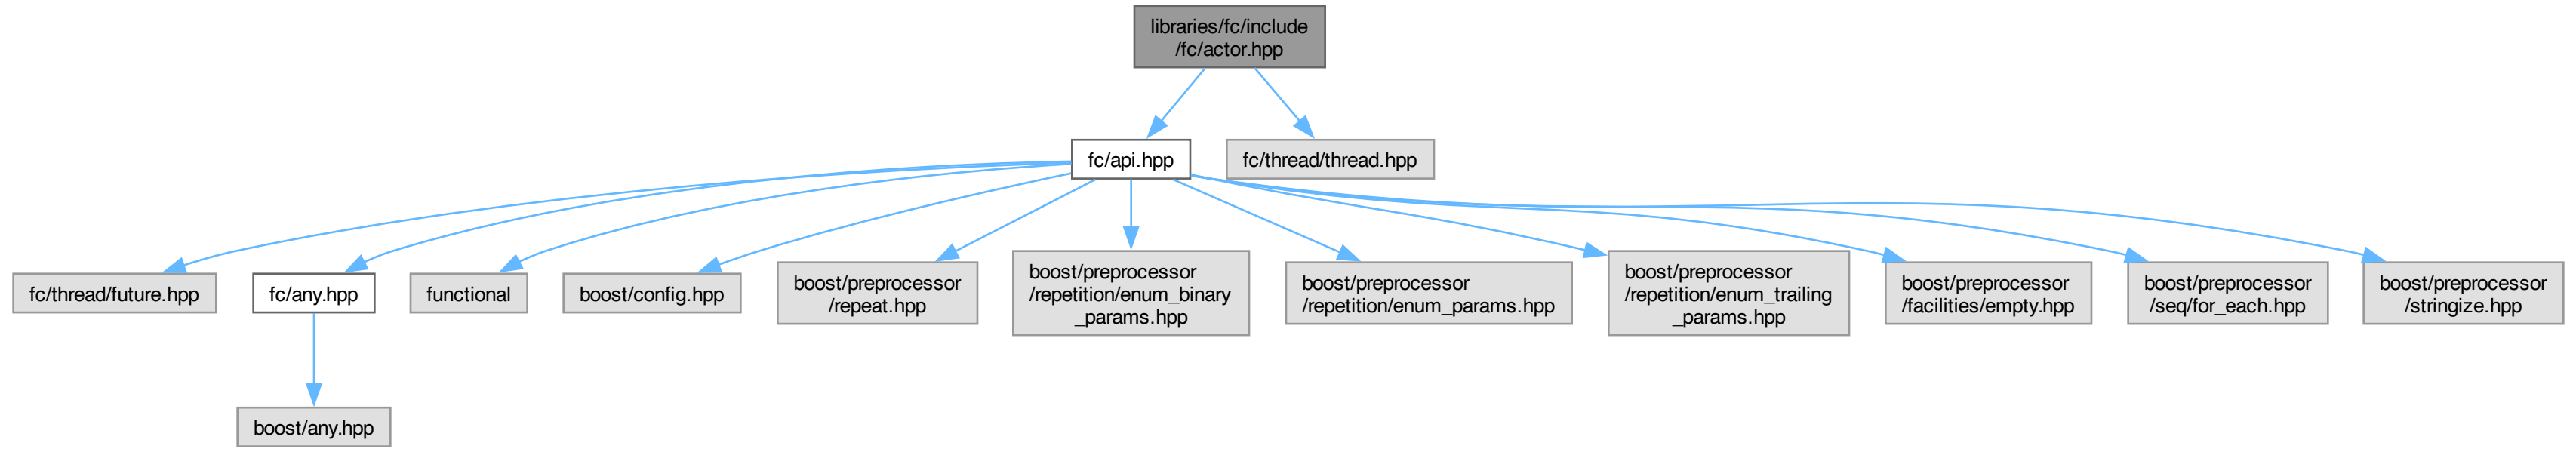 libraries/fc/include
/fc/actor.hpp
fc/api.hpp
fc/thread/thread.hpp
fc/thread/future.hpp
fc/any.hpp
functional
boost/config.hpp
boost/preprocessor
/repeat.hpp
boost/preprocessor
/repetition/enum_binary
_params.hpp
boost/preprocessor
/repetition/enum_params.hpp
boost/preprocessor
/repetition/enum_trailing
_params.hpp
boost/preprocessor
/facilities/empty.hpp
boost/preprocessor
/seq/for_each.hpp
boost/preprocessor
/stringize.hpp
boost/any.hpp